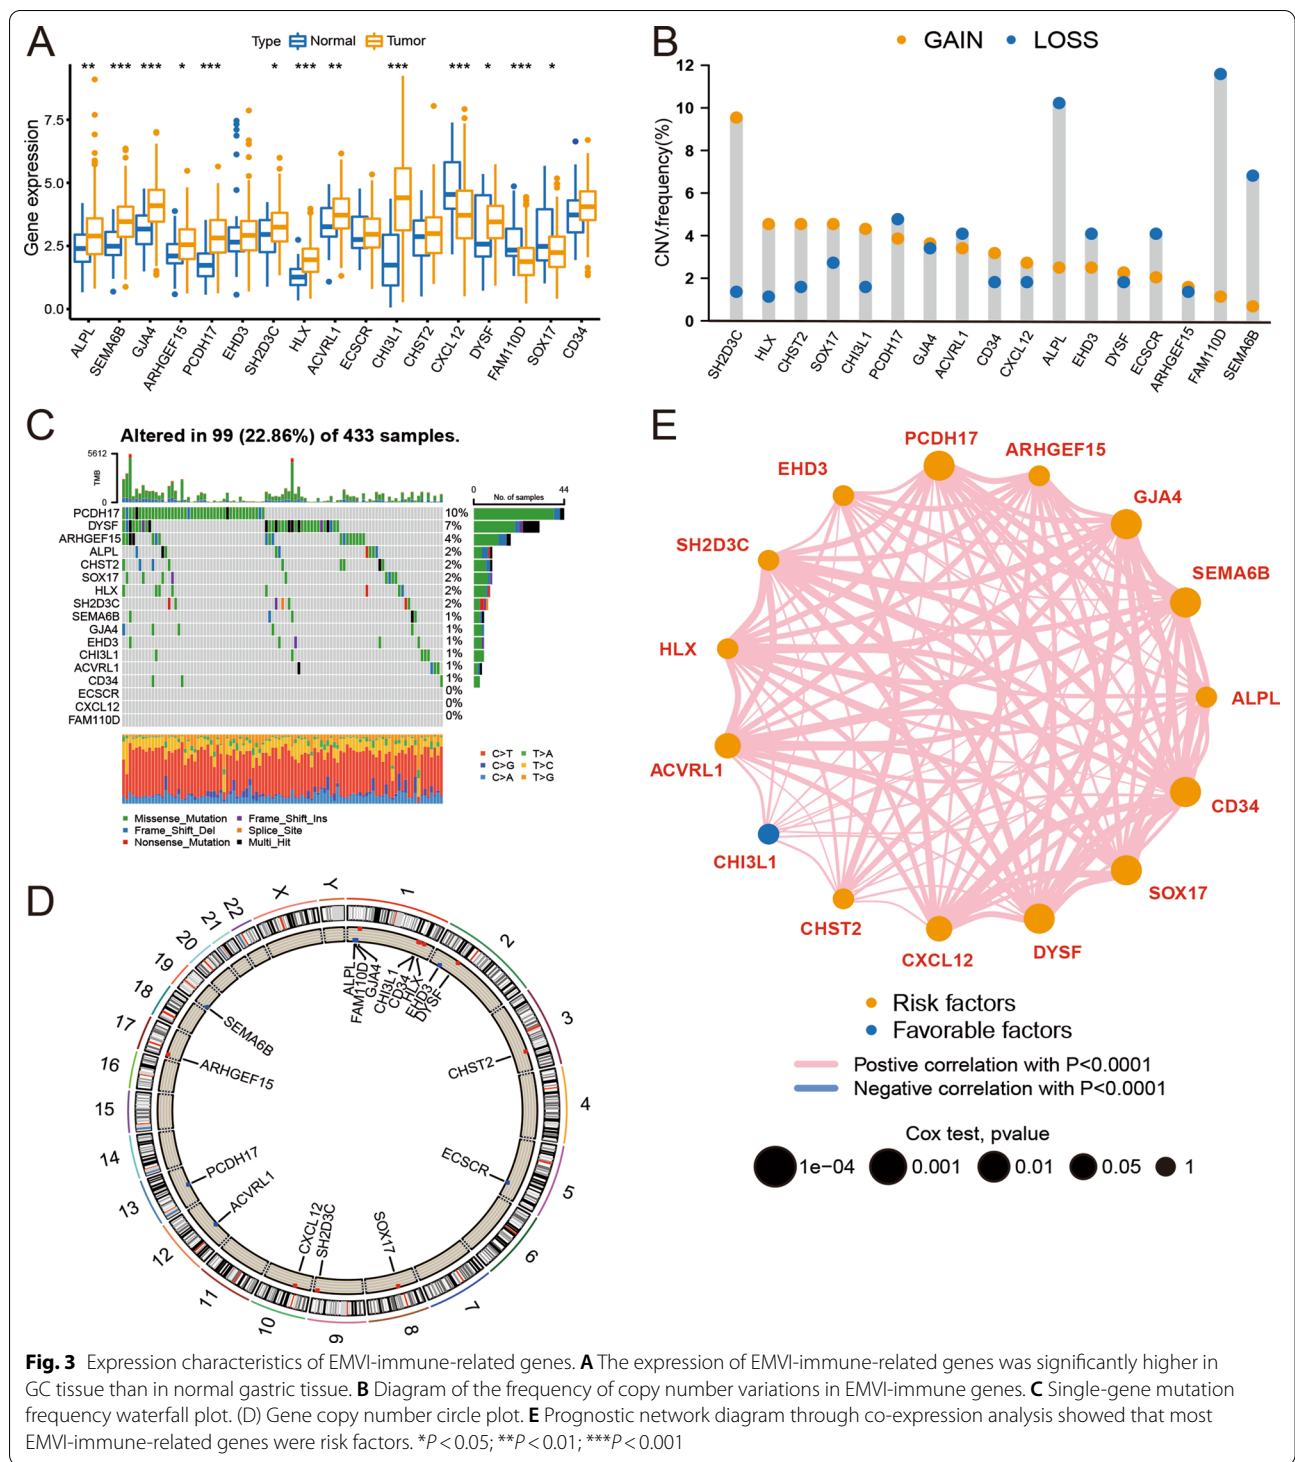 A
Type Normal Tumor
** *** *** * *** * *** ** *** *** * *** *
Gene expression
7.5
5.0
2.5
0.0
ALPL SEMA6B GJA4 ARHGEF15 PCDH17 EHD3 SH2D3C HLX ACVRL1 ECSCR CHI3L1 CHST2 CXCL12 DYSF FAM110D SOX17 CD34
B
GAIN LOSS
CNV.frequency(%)
12
10
8
6
4
2
0
SH2D3C HLX CHST2 SOX17 CHI3L1 PCDH17 GJA4 ACVRL1 CD34 CXCL12 ALPL EHD3 DYSF ECSCR ARHGEF15 FAM110D SEMA6B
C
Altered in 99 (22.86%) of 433 samples.
5612
TMB
0
0 44
No. of samples
PCDH17 10%
DYSF 7%
ARHGEF15 4%
ALPL 2%
CHST2 2%
SOX17 2%
HLX 2%
SH2D3C 2%
SEMA6B 1%
GJA4 1%
EHD3 1%
CHI3L1 1%
ACVRL1 1%
CD34 1%
ECSCR 0%
CXCL12 0%
FAM110D 0%
C>T T>A
C>G T>C
C>A T>G
Missense_Mutation Frame_Shift_Ins
Frame_Shift_Del Splice_Site
Nonsense_Mutation Multi_Hit
D
1 2 3 4 5 6 7 8 9 10 11 12 13 14 15 16 17 18 19 20 21 22 X Y
ALPL
FAM110D
GJA4
CHI3L1
CD34
HLX
EHD3
DYSF
CHST2
ECSCR
SOX17
SH2D3C
CXCL12
ACVRL1
PCDH17
ARHGEF15
SEMA6B
E
PCDH17
ARHGEF15
EHD3
GJA4
SH2D3C
SEMA6B
HLX
ALPL
ACVRL1
CD34
CHI3L1
SOX17
CHST2
DYSF
CXCL12
Risk factors
Favorable factors
Postive correlation with P<0.0001
Negative correlation with P<0.0001
Cox test, pvalue
1e−04 0.001 0.01 0.05 1
Fig. 3 Expression characteristics of EMVI-immune-related genes. A The expression of EMVI-immune-related genes was significantly higher in
GC tissue than in normal gastric tissue. B Diagram of the frequency of copy number variations in EMVI-immune genes. C Single-gene mutation
frequency waterfall plot. (D) Gene copy number circle plot. E Prognostic network diagram through co-expression analysis showed that most
EMVI-immune-related genes were risk factors. *P < 0.05; **P < 0.01; ***P < 0.001